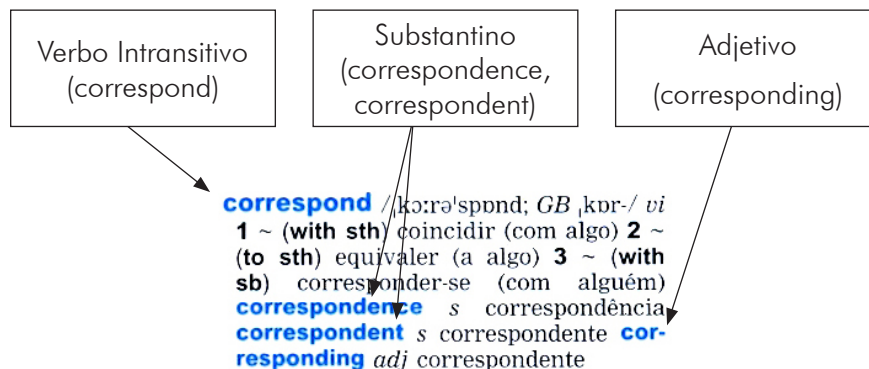 Verbo Intransitivo
(correspond)
Substantino
(correspondence,
correspondent)
Adjetivo
(corresponding)
correspond /ˌkɔːrəˈspɒnd; GB ˌkɒr-/ vi
1 ~ (with sth) coincidir (com algo) 2 ~
(to sth) equivaler (a algo) 3 ~ (with
sb) corresponder-se (com alguém)
correspondence s correspondência
correspondent s correspondente cor-
responding adj correspondente